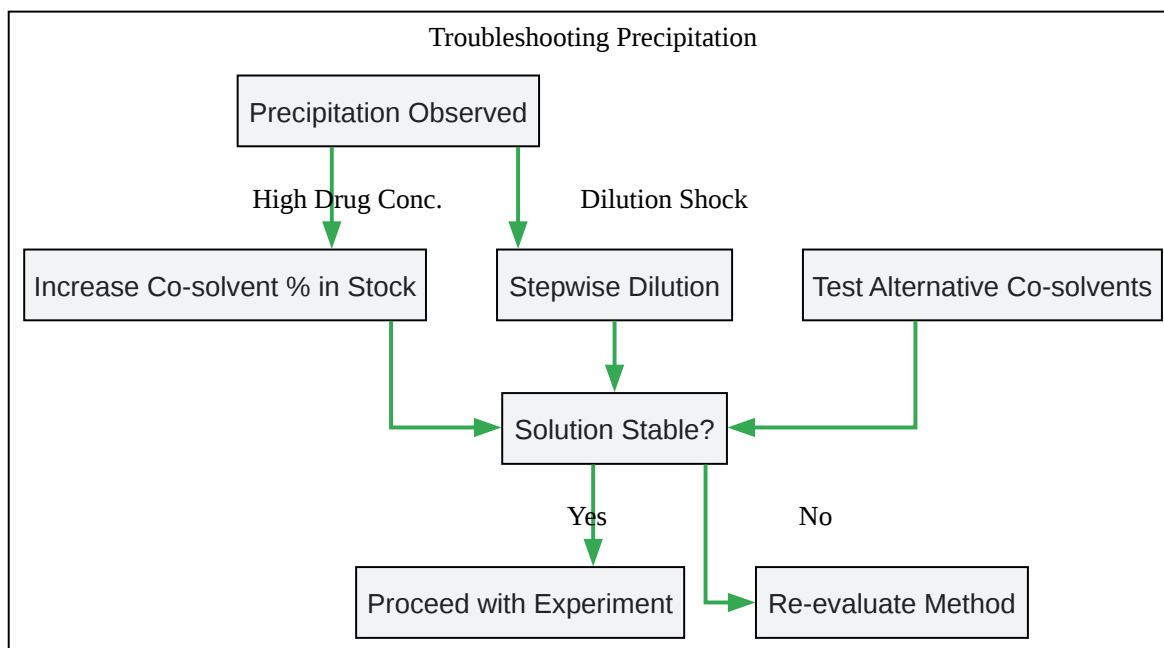 Troubleshooting Precipitation
Precipitation Observed
High Drug Conc.
Dilution Shock
Increase Co-solvent % in Stock
Stepwise Dilution
Test Alternative Co-solvents
Solution Stable?
Yes
No
Proceed with Experiment
Re-evaluate Method